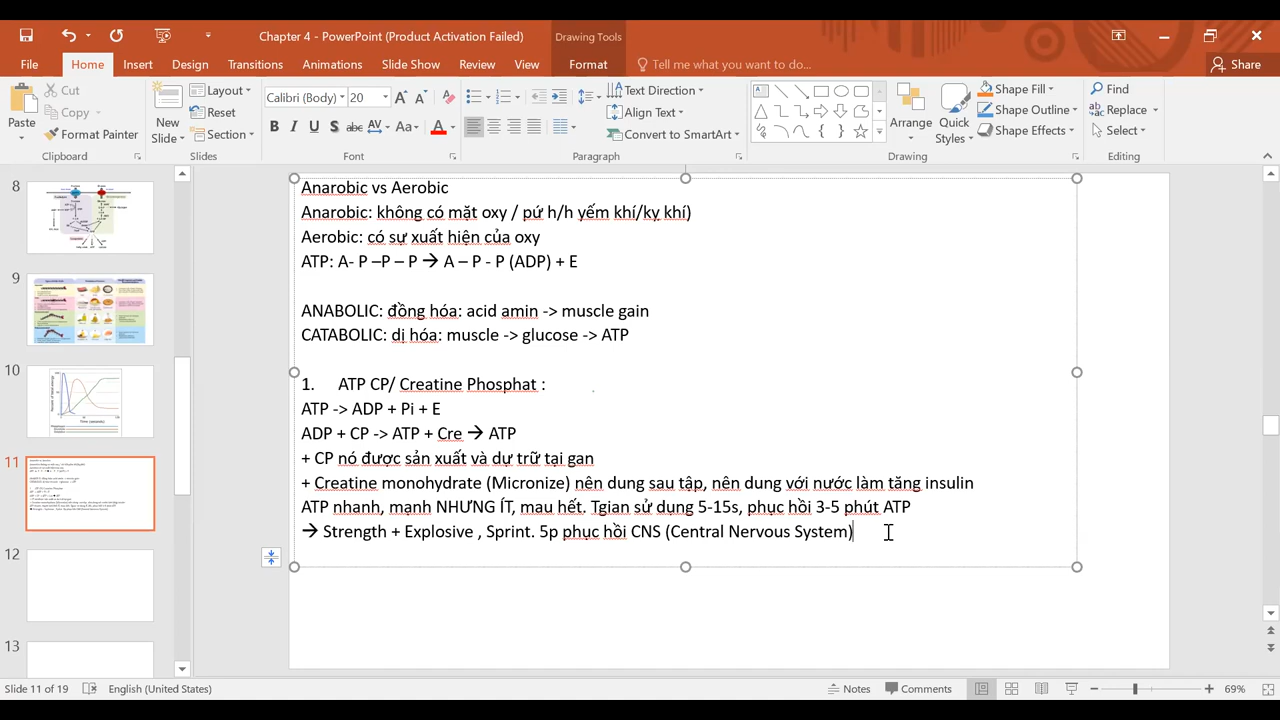 Chapter 4 - PowerPoint (Product Activation Failed)
Drawing Tools
File
Home
Insert
Design
Transitions
Animations
Slide Show
Review
View
Format
Tell me what you want to do...
Share
Paste
Cut
Copy
Format Painter
Clipboard
New Slide
Layout
Reset
Section
Slides
Calibri (Body)
20
Font
Text Direction
Align Text
Convert to SmartArt
Paragraph
Arrange
Quick Styles
Shape Fill
Shape Outline
Shape Effects
Drawing
Find
Replace
Select
Editing
8
9
10
11
12
13
Anarobic vs Aerobic
Anarobic: không có mặt oxy / pứ h/h yếm khí/kỵ khí)
Aerobic: có sự xuất hiện của oxy
ATP: A- P –P – P → A – P - P (ADP) + E
ANABOLIC: đồng hóa: acid amin -> muscle gain
CATABOLIC: dị hóa: muscle -> glucose -> ATP
1. ATP CP/ Creatine Phosphat :
ATP -> ADP + Pi + E
ADP + CP -> ATP + Cre → ATP
+ CP nó được sản xuất và dự trữ tại gan
+ Creatine monohydrate (Micronize) nên dung sau tập, nên dung với nước làm tăng insulin
ATP nhanh, mạnh NHƯNG ÍT, mau hết. Tgian sử dụng 5-15s, phục hồi 3-5 phút ATP
→ Strength + Explosive , Sprint. 5p phục hồi CNS (Central Nervous System)
Slide 11 of 19
English (United States)
Notes
Comments
69%